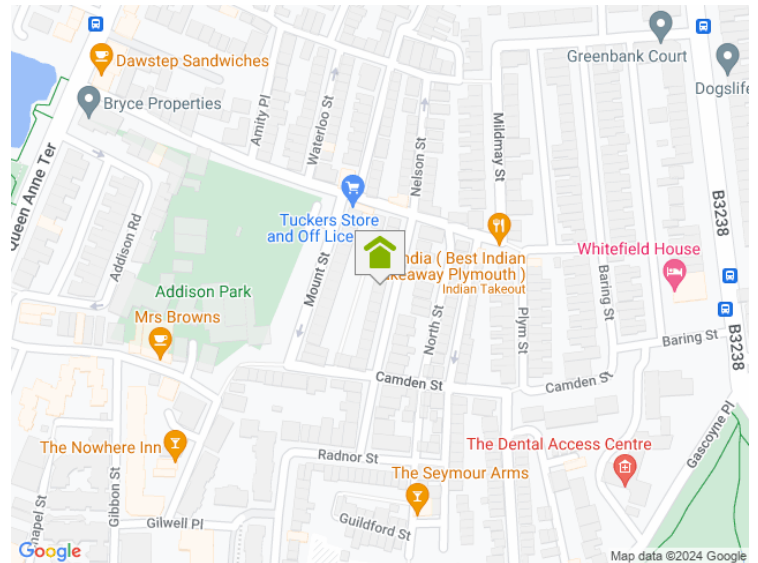 Greenbank Court
Dawstep Sandwiches
Dogslife
Bryce Properties
Amity Pl
Waterloo St
Nelson St
Mildmay St
B3238
Queen Anne Ter
Addison Rd
Tuckers Store
and Off Lice
India ( Best Indian
keaway Plymouth )
Indian Takeout
Whitefield House
Mount St
Addison Park
Baring St
Mrs Browns
North St
Plym St
Baring St
B3238
Camden St
Camden St
Gascoyne Pl
The Nowhere Inn
Radnor St
The Dental Access Centre
The Seymour Arms
Gibbon St
hapel St
Gilwell Pl
Guildford St
Google
Map data ©2024 Google